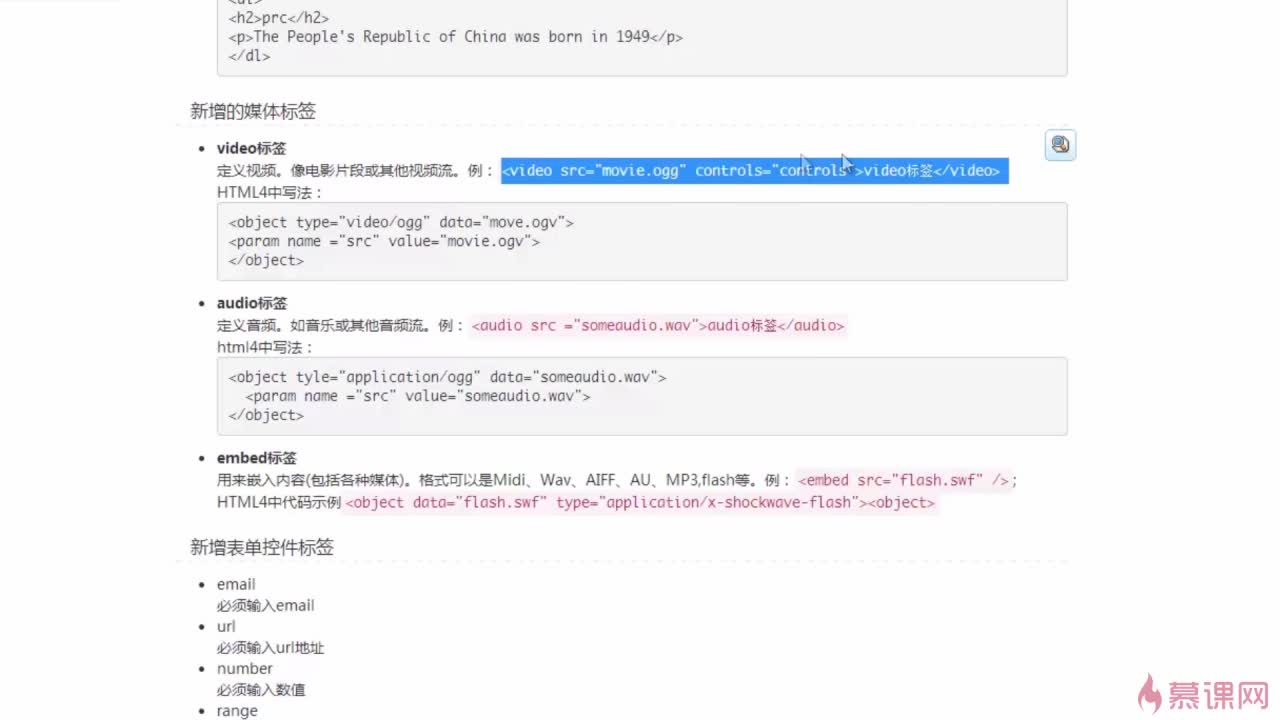 <h2>prc</h2>
<p>The People's Republic of China was born in 1949</p>
</dl>
新增的媒体标签
video标签
定义视频。像电影片段或其他视频流。例：<video src="movie.ogg" controls="controls">video标签</video>
HTML4中写法：
<object type="video/ogg" data="move.ogv">
<param name ="src" value="movie.ogv">
</object>
audio标签
定义音频。如音乐或其他音频流。例：<audio src ="someaudio.wav">audio标签</audio>
html4中写法：
<object tyle="application/ogg" data="someaudio.wav">
<param name ="src" value="someaudio.wav">
</object>
embed标签
用来嵌入内容(包括各种媒体)。格式可以是Midi、Wav、AIFF、AU、MP3,flash等。例：<embed src="flash.swf" />;
HTML4中代码示例<object data="flash.swf" type="application/x-shockwave-flash"><object>
新增表单控件标签
email
必须输入email
url
必须输入url地址
number
必须输入数值
range
慕课网